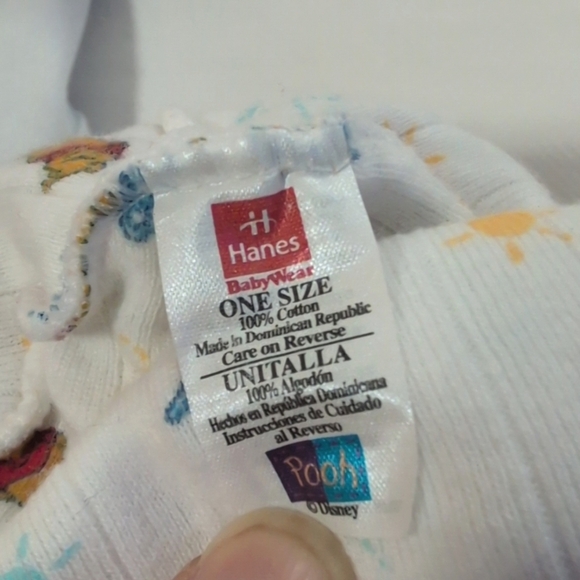 Hanes
BabyWear
ONE SIZE
100% Cotton
Made in Dominican Republic
Care on Reverse
UNITALLA
100% Algodón
Hechos en República Dominicana
Instrucciones de Cuidado
al Reverso
Pooh
©Disney